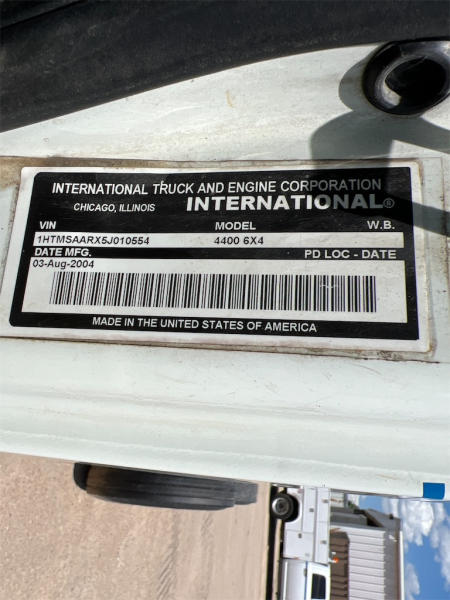 INTERNATIONAL TRUCK AND ENGINE CORPORATION
CHICAGO, ILLINOIS INTERNATIONAL®
VIN MODEL W.B.
1HTMSAARX5J010554 4400 6X4
DATE MFG. PD LOC - DATE
03-Aug-2004
MADE IN THE UNITED STATES OF AMERICA